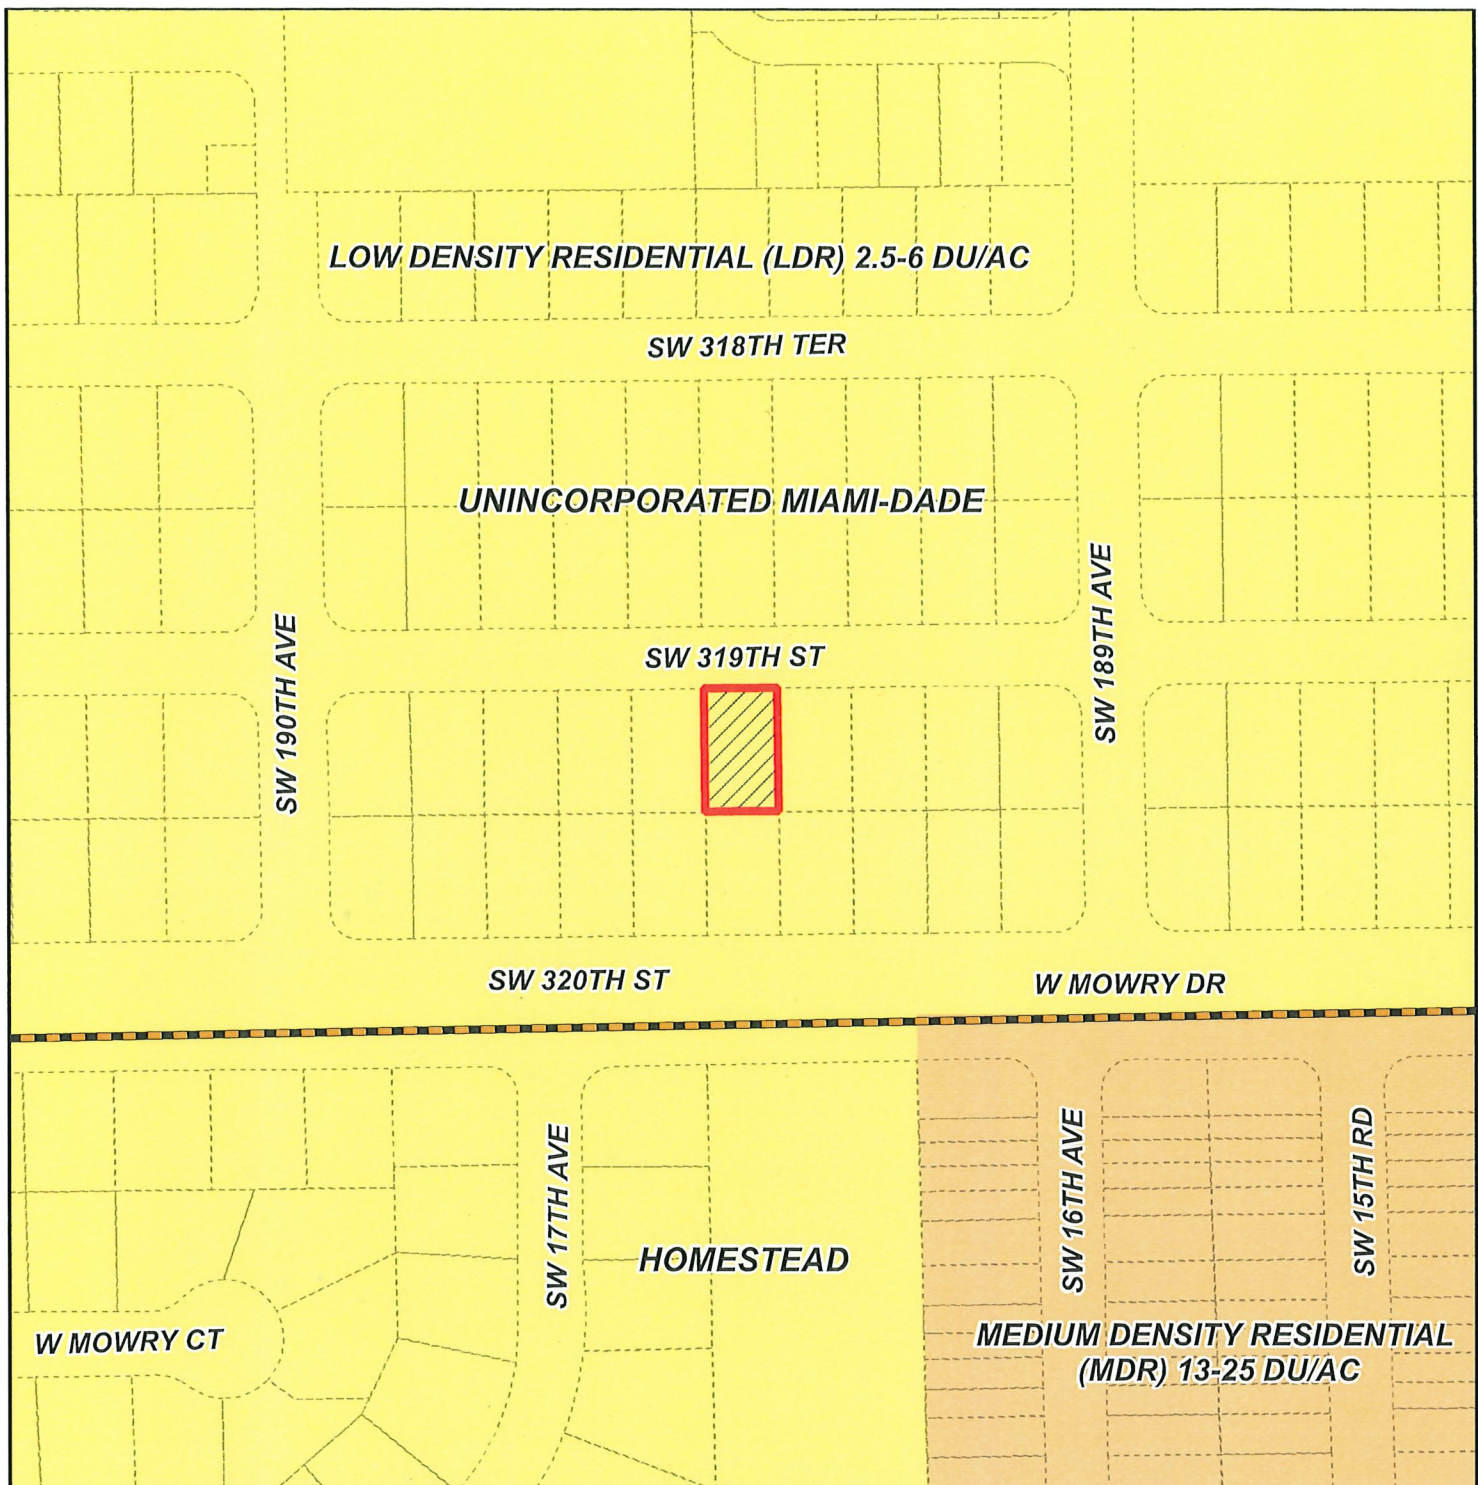 LOW DENSITY RESIDENTIAL (LDR) 2.5-6 DU/AC
SW 318TH TER
UNINCORPORATED MIAMI-DADE
SW 190TH AVE
SW 319TH ST
SW 189TH AVE
SW 320TH ST
W MOWRY DR
SW 17TH AVE
HOMESTEAD
SW 16TH AVE
SW 15TH RD
W MOWRY CT
MEDIUM DENSITY RESIDENTIAL
(MDR) 13-25 DU/AC